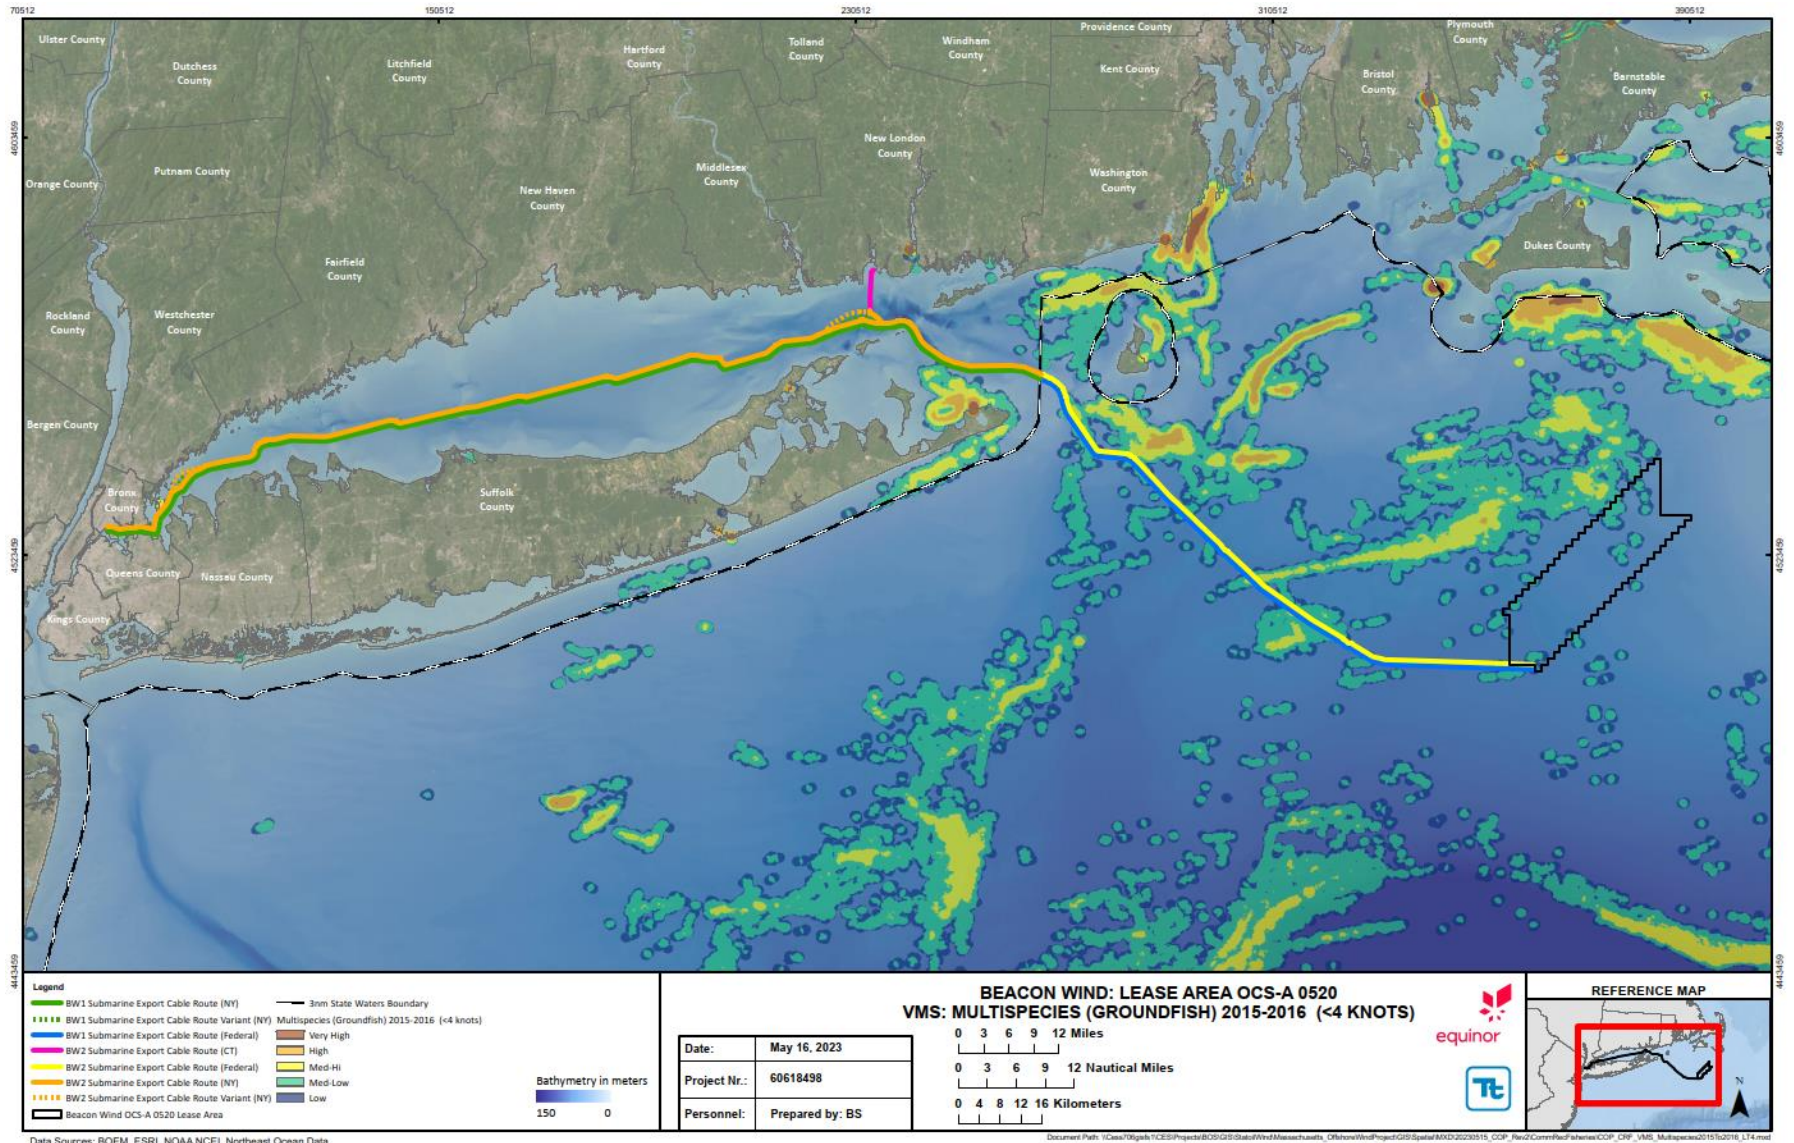 70512
150512
230512
310512
390512
Ulster County
Dutchess
County
Litchfield
County
Hartford
County
Tolland
County
Windham
County
Providence County
Kent County
Plymouth
County
Bristol
County
Barnstable
County
4603459
4603459
Orange County
Putnam County
New Haven
County
Middlesex
County
New London
County
Washington
County
Dukes County
Fairfield
County
Rockland
County
Westchester
County
Bergen County
Bronx
County
Suffolk
County
4523459
4523459
Queens County
Nassau County
Kings County
4443459
4443459
Legend
BW1 Submarine Export Cable Route (NY)
BW1 Submarine Export Cable Route Variant (NY)
BW1 Submarine Export Cable Route (Federal)
BW2 Submarine Export Cable Route (CT)
BW2 Submarine Export Cable Route (Federal)
BW2 Submarine Export Cable Route (NY)
BW2 Submarine Export Cable Route Variant (NY)
Beacon Wind OCS-A 0520 Lease Area
3nm State Waters Boundary
Multispecies (Groundfish) 2015-2016 (<4 knots)
Very High
High
Med-Hi
Med-Low
Low
Bathymetry in meters
150 0
BEACON WIND: LEASE AREA OCS-A 0520
VMS: MULTISPECIES (GROUNDFISH) 2015-2016 (<4 KNOTS)
Date: May 16, 2023
Project Nr.: 60618498
Personnel: Prepared by: BS
0 3 6 9 12 Miles
0 3 6 9 12 Nautical Miles
0 4 8 12 16 Kilometers
equinor
Tt
REFERENCE MAP
N
Data Sources: BOEM, ESRI, NOAA NCEI, Northeast Ocean Data